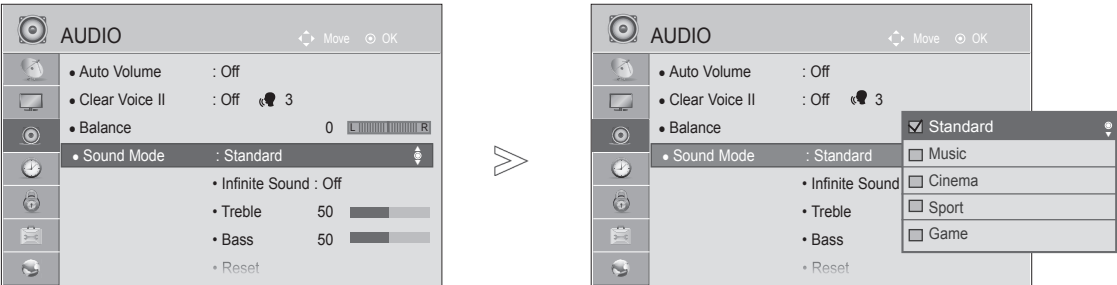 AUDIO Move OK
• Auto Volume : Off
• Clear Voice II : Off 3
• Balance 0 L R
• Sound Mode : Standard
• Infinite Sound : Off
• Treble 50
• Bass 50
• Reset
AUDIO Move OK
• Auto Volume : Off
• Clear Voice II : Off 3
• Balance
• Sound Mode : Standard
• Infinite Sound
• Treble
• Bass
• Reset
Standard
Music
Cinema
Sport
Game